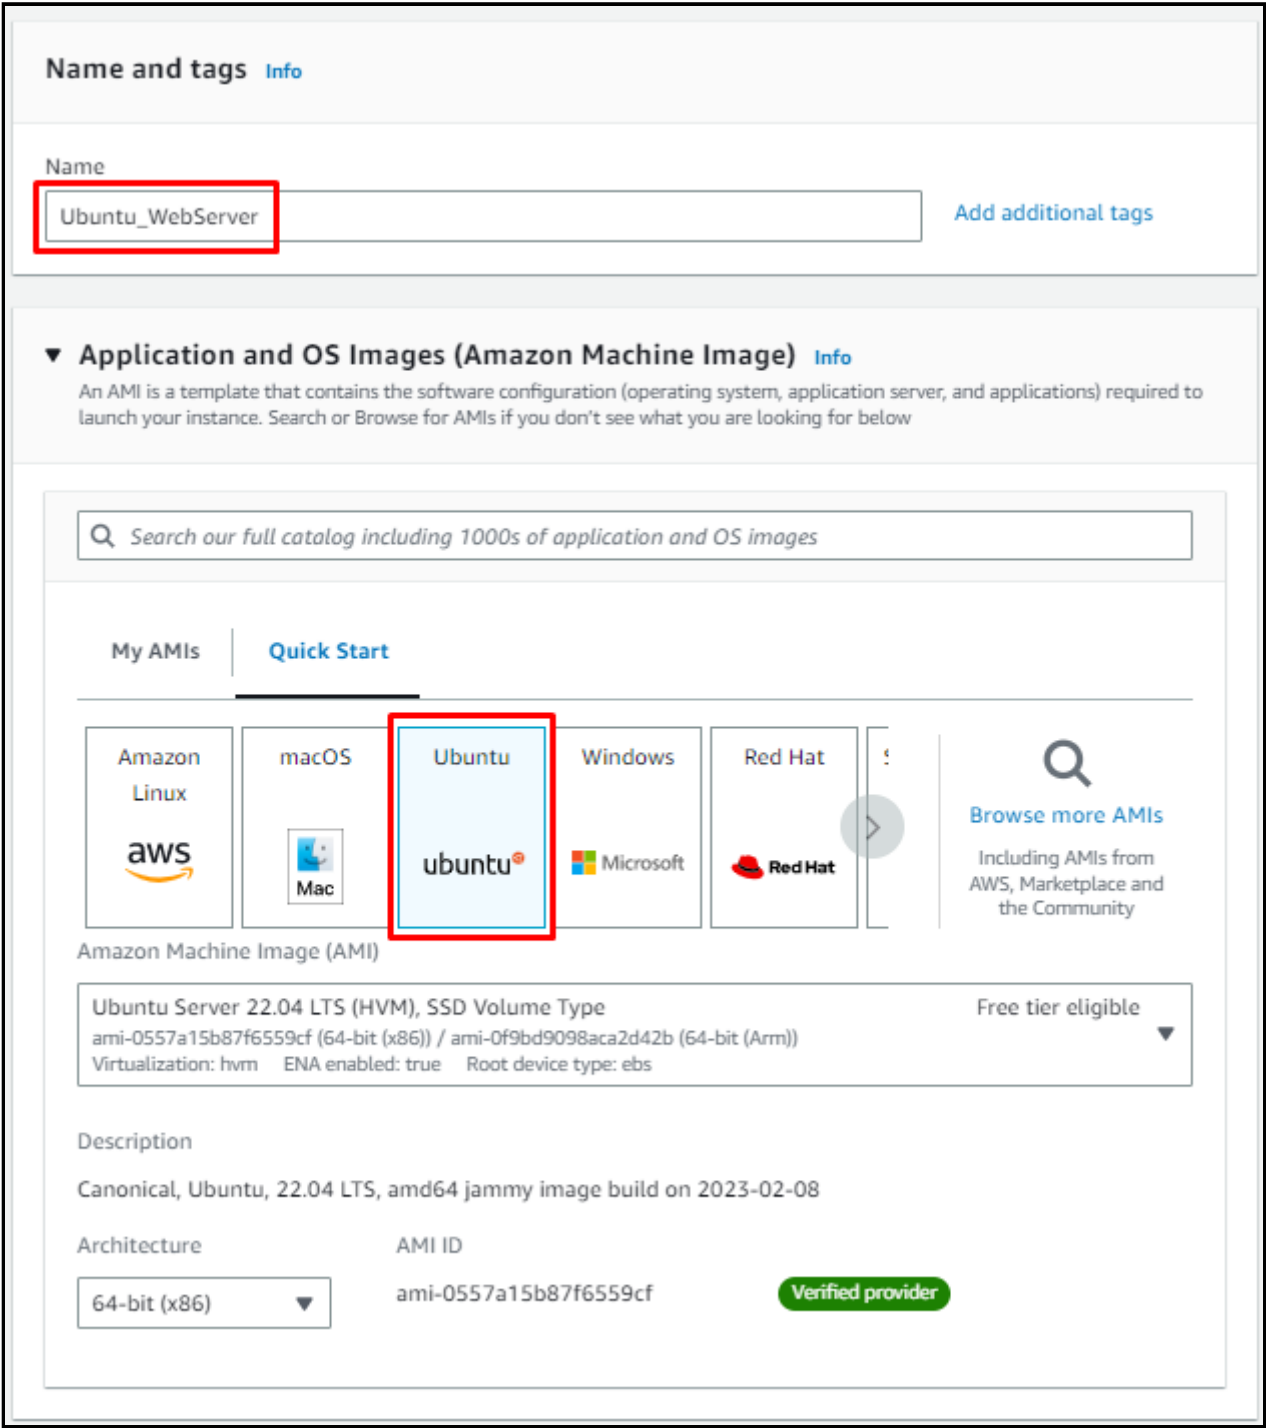 Name and tags Info
Name
Ubuntu_WebServer
Add additional tags
Application and OS Images (Amazon Machine Image) Info
An AMI is a template that contains the software configuration (operating system, application server, and applications) required to
launch your instance. Search or Browse for AMIs if you don't see what you are looking for below
Search our full catalog including 1000s of application and OS images
My AMIs
Quick Start
Amazon
Linux
aws
macOS
Mac
Ubuntu
ubuntu
Windows
Microsoft
Red Hat
Red Hat
Browse more AMIs
Including AMIs from
AWS, Marketplace and
the Community
Amazon Machine Image (AMI)
Ubuntu Server 22.04 LTS (HVM), SSD Volume Type
Free tier eligible
ami-0557a15b87f6559cf (64-bit (x86)) / ami-0f9bd9098aca2d42b (64-bit (Arm))
Virtualization: hvm ENA enabled: true Root device type: ebs
Description
Canonical, Ubuntu, 22.04 LTS, amd64 jammy image build on 2023-02-08
Architecture
AMI ID
64-bit (x86)
ami-0557a15b87f6559cf
Verified provider